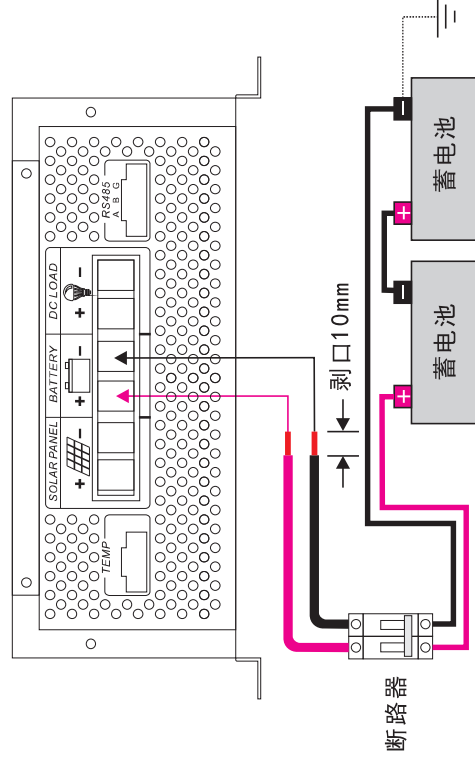 TEMP
SOLAR PANEL
+ −
BATTERY
+ −
DC LOAD
+ −
RS485
A B G
剥口10mm
断路器
+ −
蓄电池
+ −
蓄电池